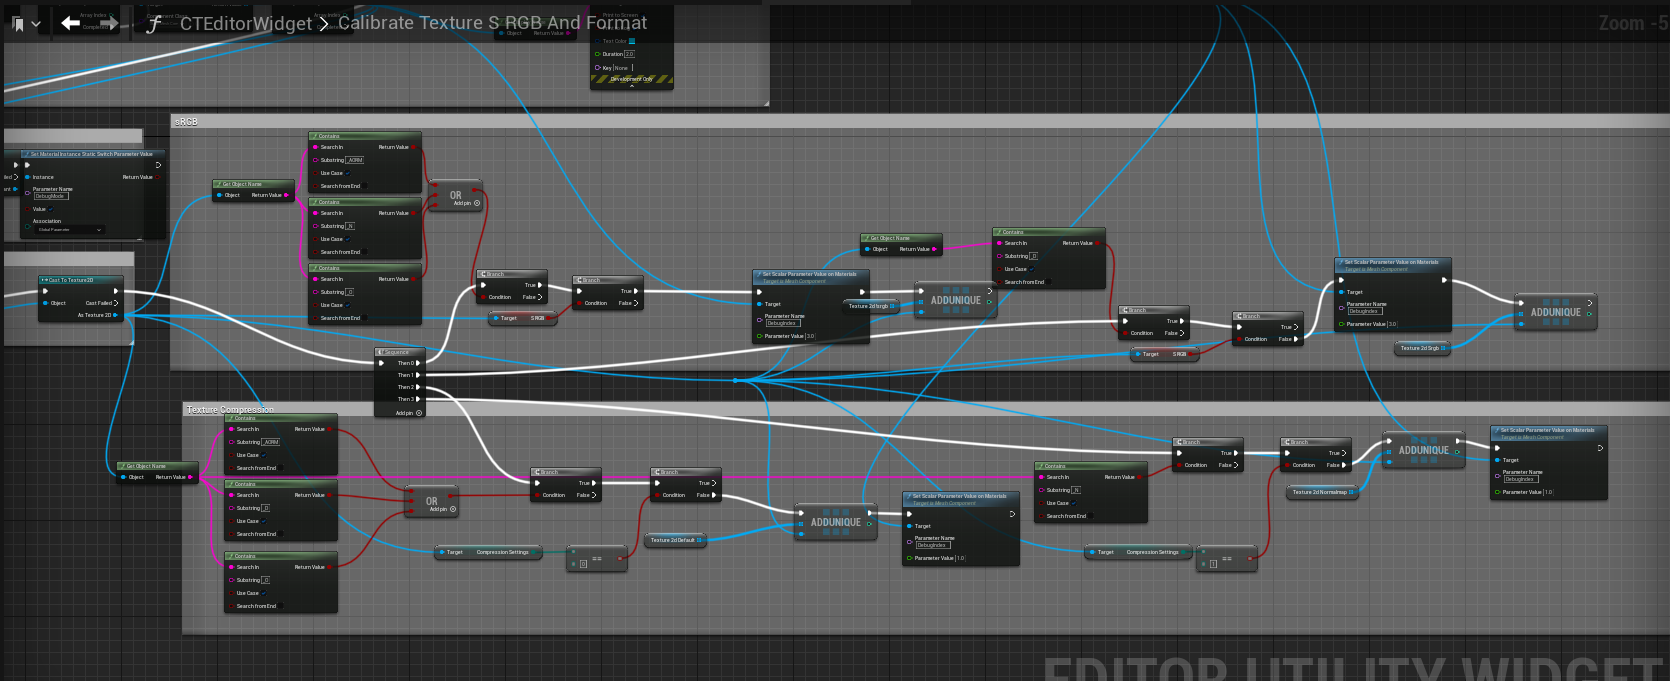 CTEditorWidget > Calibrate Texture S RGB And Format
Zoom -5
Object Return Value
Text Color
Duration 2.0
Key None
Development Only
sRGB
Set Material Instance Static Switch Parameter Value
Instance Return Value
Parameter Name
DebugMode
Value
Association
Global Parameter
Get Object Name
Object Return Value
Contains
Search In Return Value
Substring _AORM
Use Case
Search from End
Contains
Search In Return Value
Substring _N
Use Case
Search from End
Contains
Search In Return Value
Substring
Use Case
Search from End
OR
Add pin
Cast To Texture2D
Object Cast Failed
As Texture 2D
Branch
True
Condition False
Branch
True
Condition False
Target SRGB
Set Scalar Parameter Value on Materials
Target is Mesh Component
Target
Parameter Name
DebugIndex
Parameter Value 3.0
Texture 2d Isrgb
ADDUNIQUE
Get Object Name
Object Return Value
Contains
Search In Return Value
Substring
Use Case
Search from End
Branch
True
Condition False
Branch
True
Condition False
Target SRGB
Set Scalar Parameter Value on Materials
Target is Mesh Component
Target
Parameter Name
DebugIndex
Parameter Value 3.0
ADDUNIQUE
Texture 2d Srgb
Sequence
Then 0
Then 1
Then 2
Then 3
Add pin
Texture Compression
Get Object Name
Object Return Value
Contains
Search In Return Value
Substring _AORM
Use Case
Search from End
Contains
Search In Return Value
Substring
Use Case
Search from End
Contains
Search In Return Value
Substring
Use Case
Search from End
OR
Add pin
Branch
True
Condition False
Branch
True
Condition False
Target Compression Settings
==
0
Texture 2d Default
ADDUNIQUE
Set Scalar Parameter Value on Materials
Target is Mesh Component
Target
Parameter Name
DebugIndex
Parameter Value 1.0
Contains
Search In Return Value
Substring _N
Use Case
Search from End
Target Compression Settings
==
1
Branch
True
Condition False
Branch
True
Condition False
Texture 2d Normalmap
ADDUNIQUE
Set Scalar Parameter Value on Materials
Target is Mesh Component
Target
Parameter Name
DebugIndex
Parameter Value 1.0
EDITOR UTILITY WIDGET